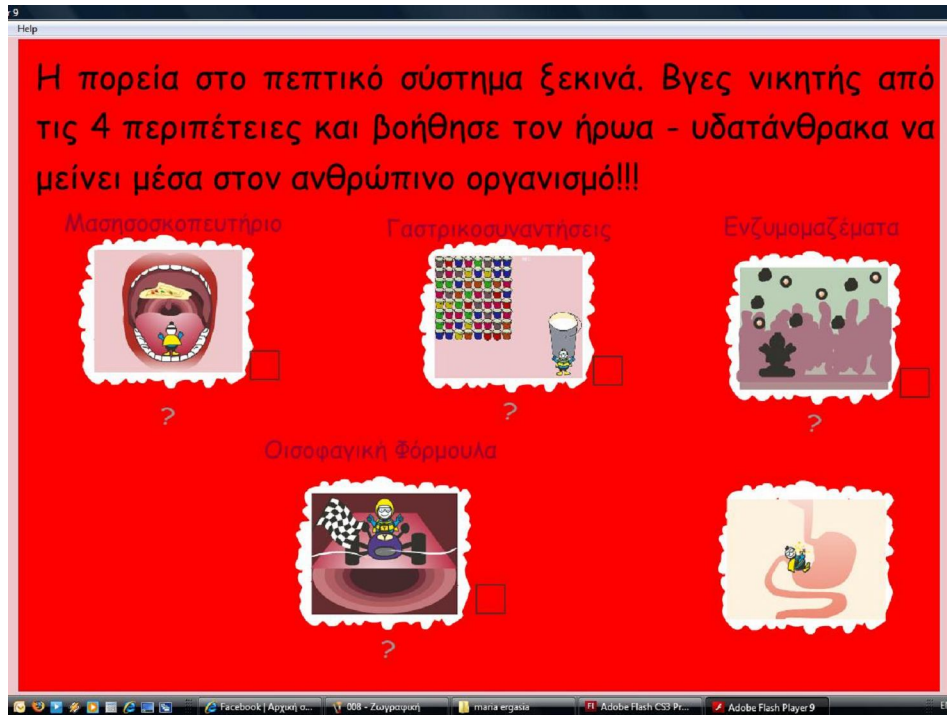 r 9
Help
Η πορεία στο πεπτικό σύστημα ξεκινά. Βγες νικητής από
τις 4 περιπέτειες και βοήθησε τον ήρωα - υδατάνθρακα να
μείνει μέσα στον ανθρώπινο οργανισμό!!!
Μασησοσκοπευτήριο
Γαστρικοσυναντήσεις
Ενζυμομαζέματα
?
?
?
Οισοφαγική Φόρμουλα
?
Facebook | Αρχική σ...
008 - Ζωγραφική
maria ergasia
Adobe Flash CS3 Pr...
Adobe Flash Player 9